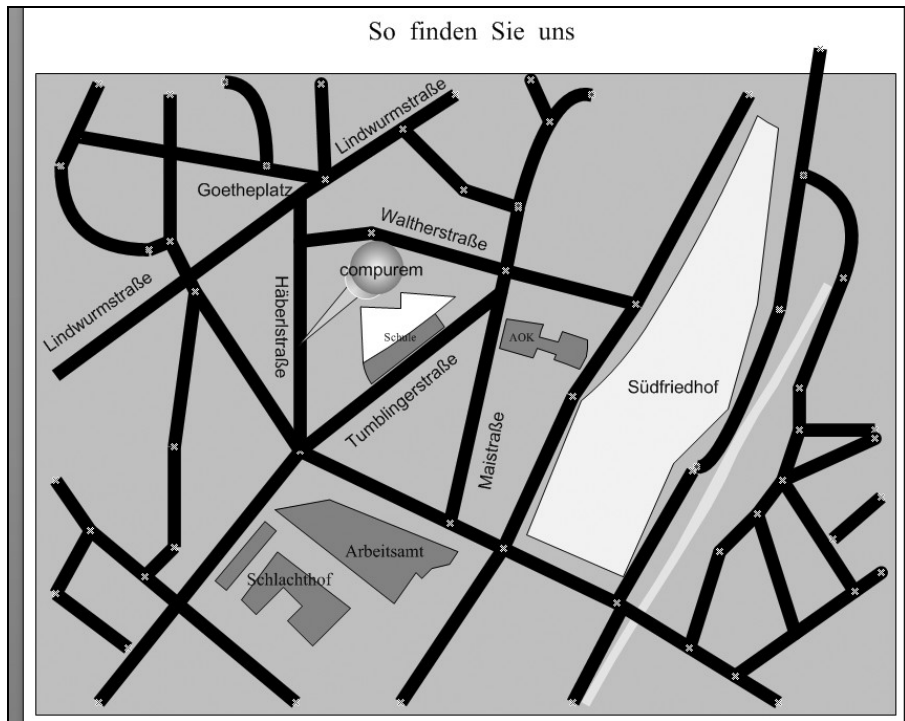 So finden Sie uns
Lindwurmstraße
Goetheplatz
Waltherstraße
compurem
Lindwurmstraße
Häberlstraße
Schule
AOK
Südfriedhof
Tumblingerstraße
Maistraße
Arbeitsamt
Schlachthof